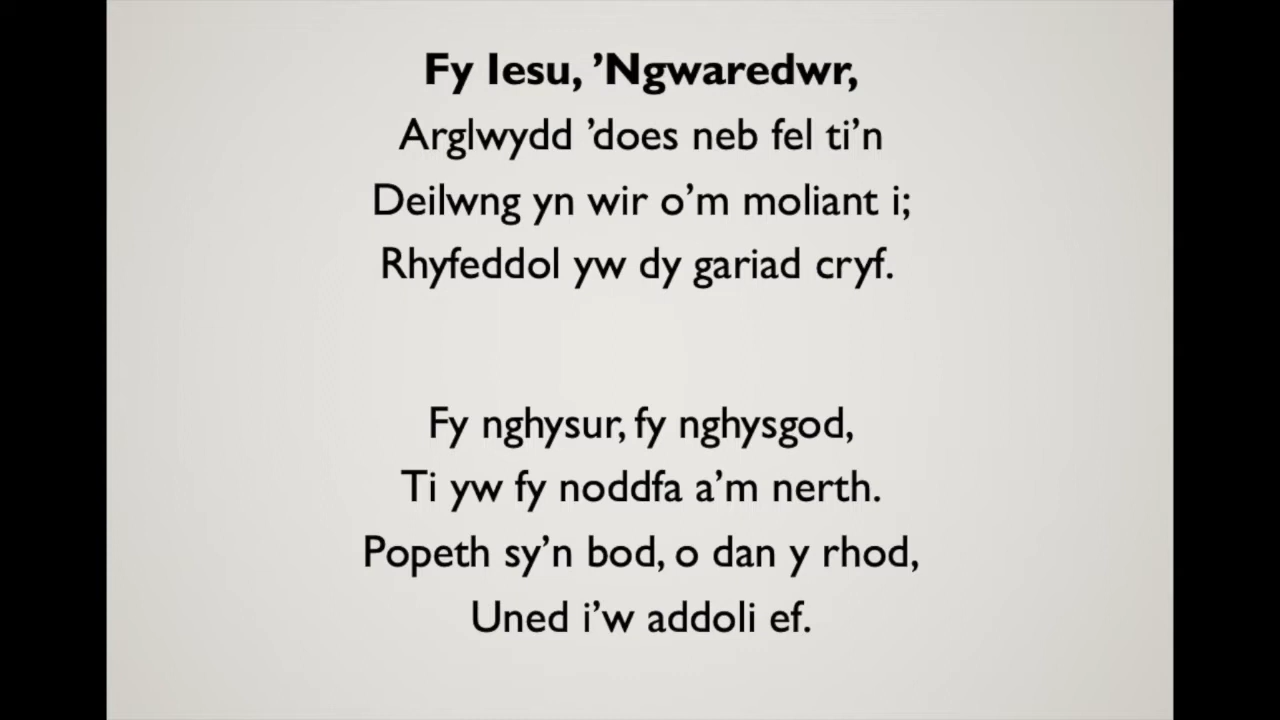 Fy Iesu, ’Ngwaredwr,
Arglwydd ’does neb fel ti’n
Deilwng yn wir o’m moliant i;
Rhyfeddol yw dy gariad cryf.
Fy nghysur, fy nghysgod,
Ti yw fy noddfa a’m nerth.
Popeth sy’n bod, o dan y rhod,
Uned i’w addoli ef.